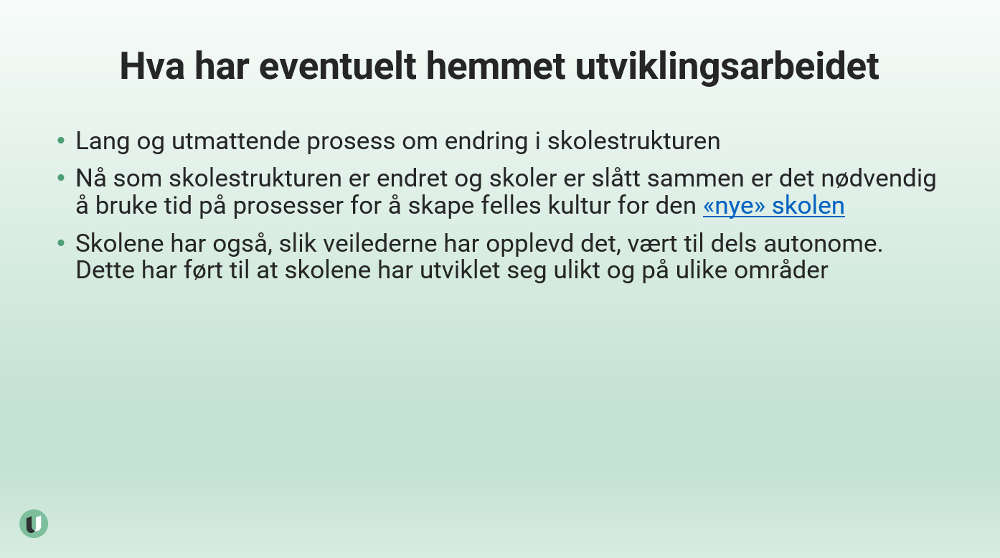 Hva har eventuelt hemmet utviklingsarbeidet
• Lang og utmattende prosess om endring i skolestrukturen
• Nå som skolestrukturen er endret og skoler er slått sammen er det nødvendig
å bruke tid på prosesser for å skape felles kultur for den «nye» skolen
• Skolene har også, slik veilederne har opplevd det, vært til dels autonome.
Dette har ført til at skolene har utviklet seg ulikt og på ulike områder